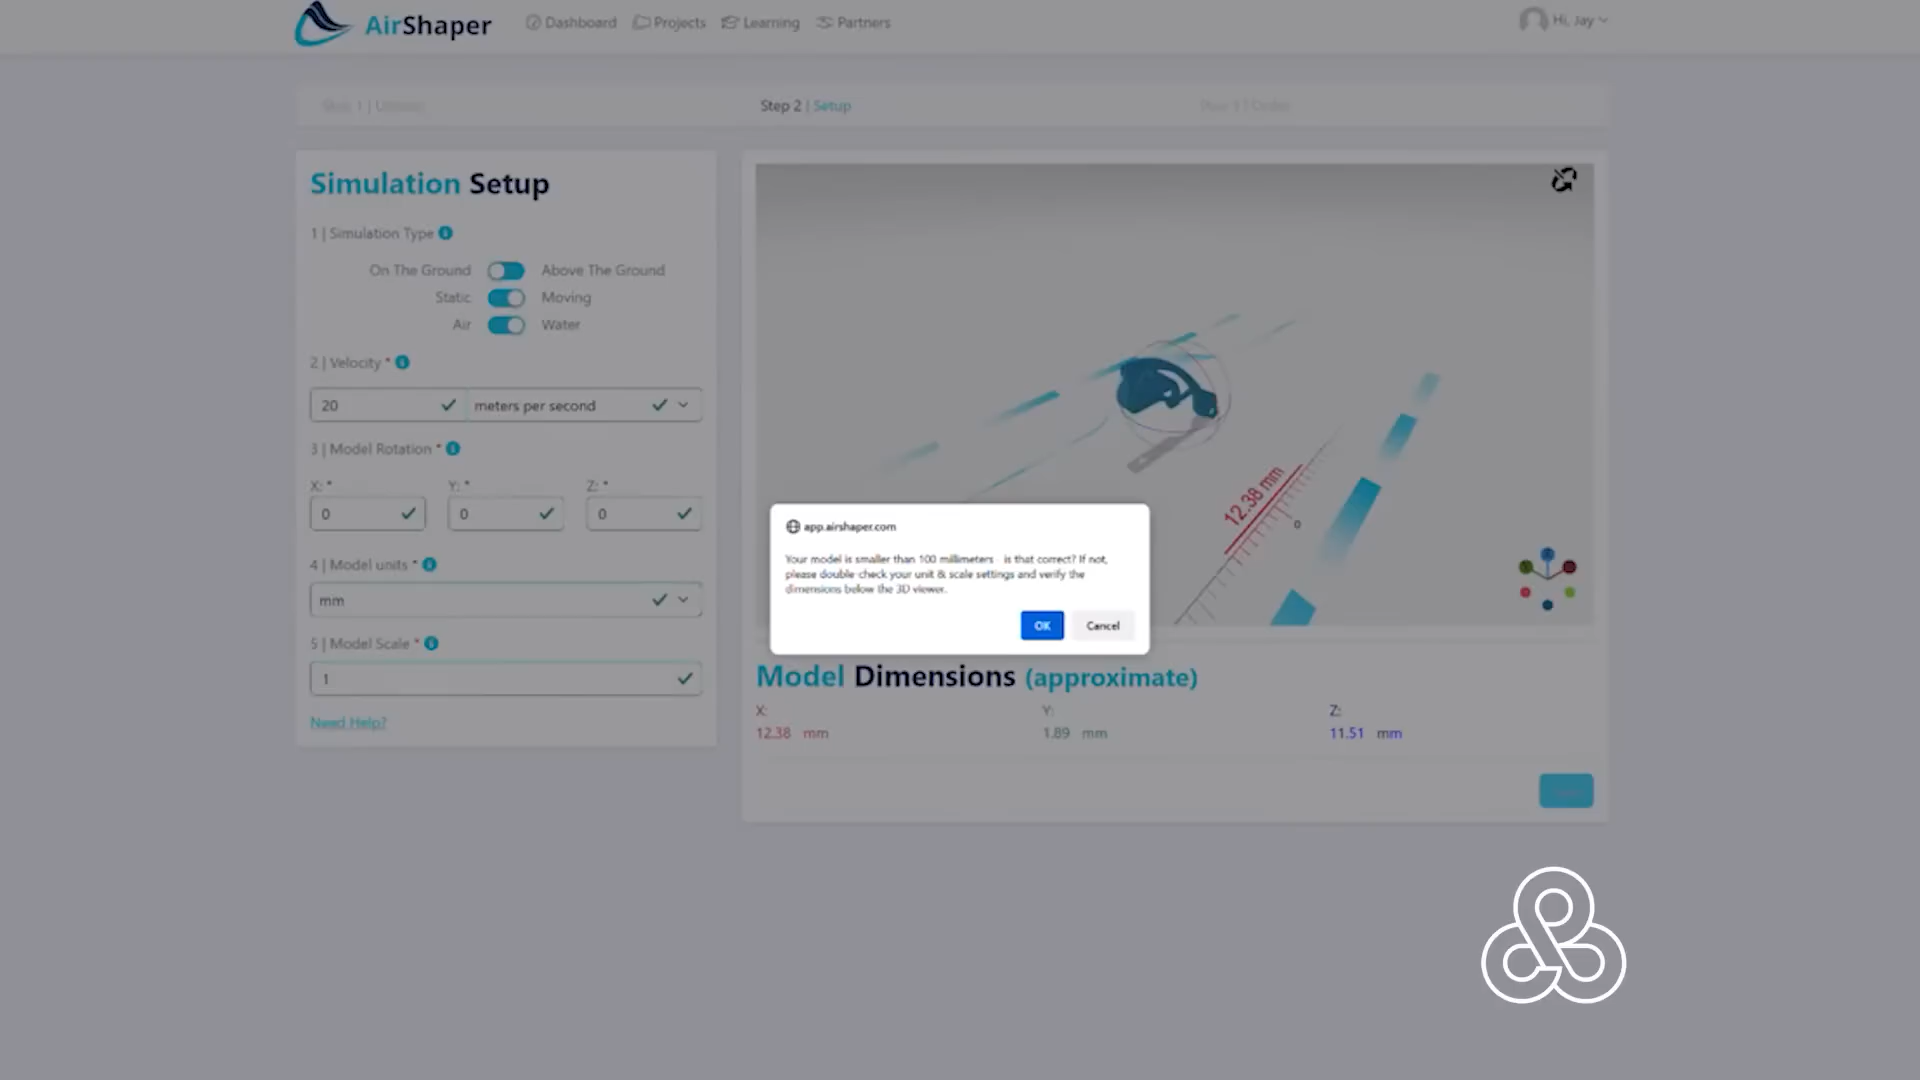 AirShaper
Dashboard Projects Learning Partners
Hi, Jay
Step 1 | Upload
Step 2 | Setup
Step 3 | Order
Simulation Setup
1 | Simulation Type
On The Ground Above The Ground
Static Moving
Air Water
2 | Velocity *
20 meters per second
3 | Model Rotation *
X: * Y: * Z: *
0 0 0
4 | Model units *
mm
5 | Model Scale *
1
Need Help?
12.38 mm
0
app.airshaper.com
Your model is smaller than 100 millimeters - is that correct? If not,
please double-check your unit & scale settings and verify the
dimensions below the 3D viewer.
OK Cancel
Model Dimensions (approximate)
X: Y: Z:
12.38 mm 1.89 mm 11.51 mm